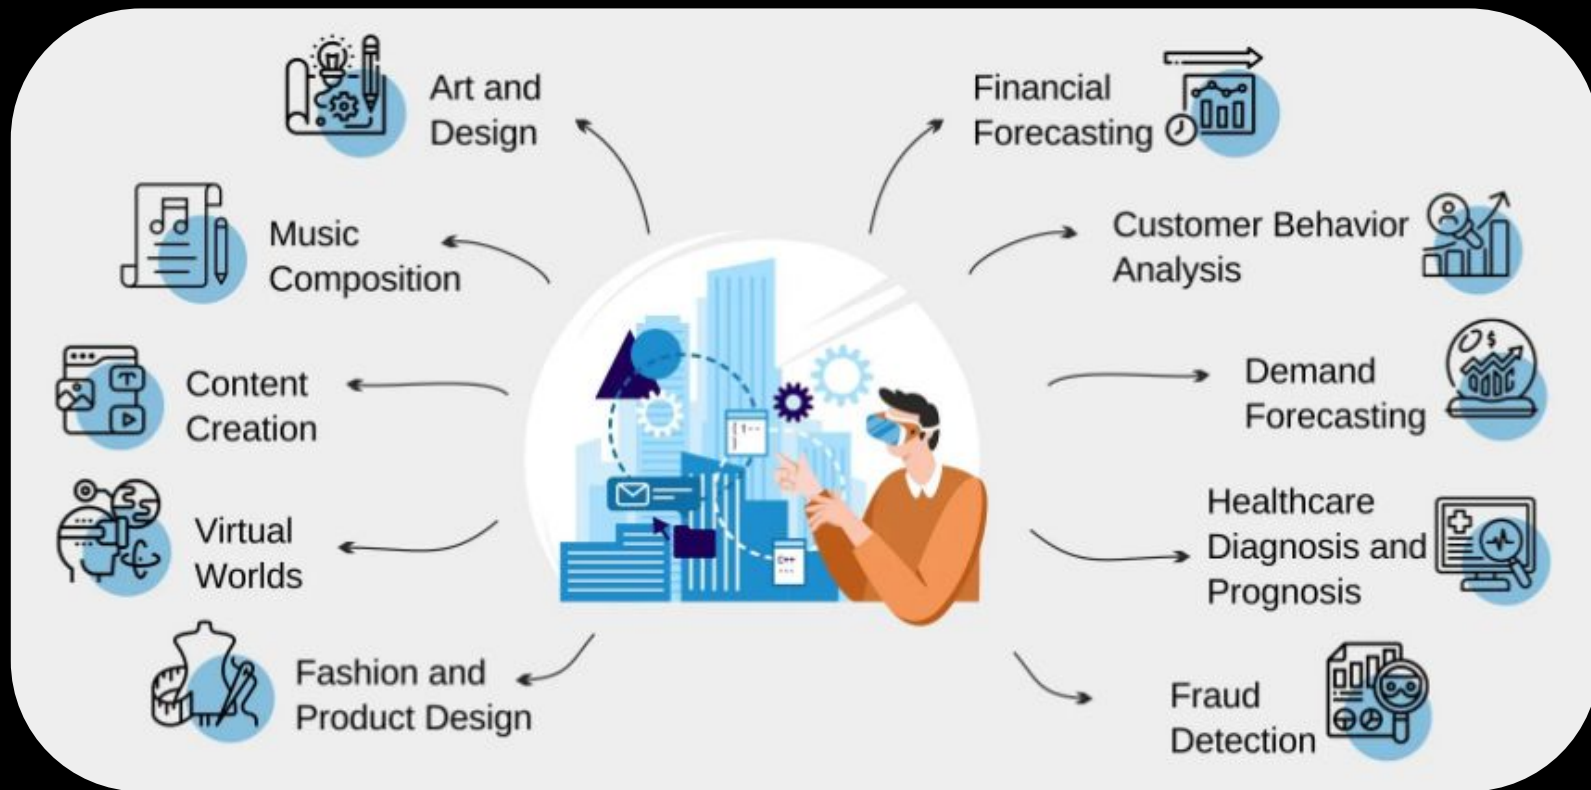 Art and
Design
Music
Composition
Content
Creation
Virtual
Worlds
Fashion and
Product Design
Financial
Forecasting
Customer Behavior
Analysis
Demand
Forecasting
Healthcare
Diagnosis and
Prognosis
Fraud
Detection
T
$
C++